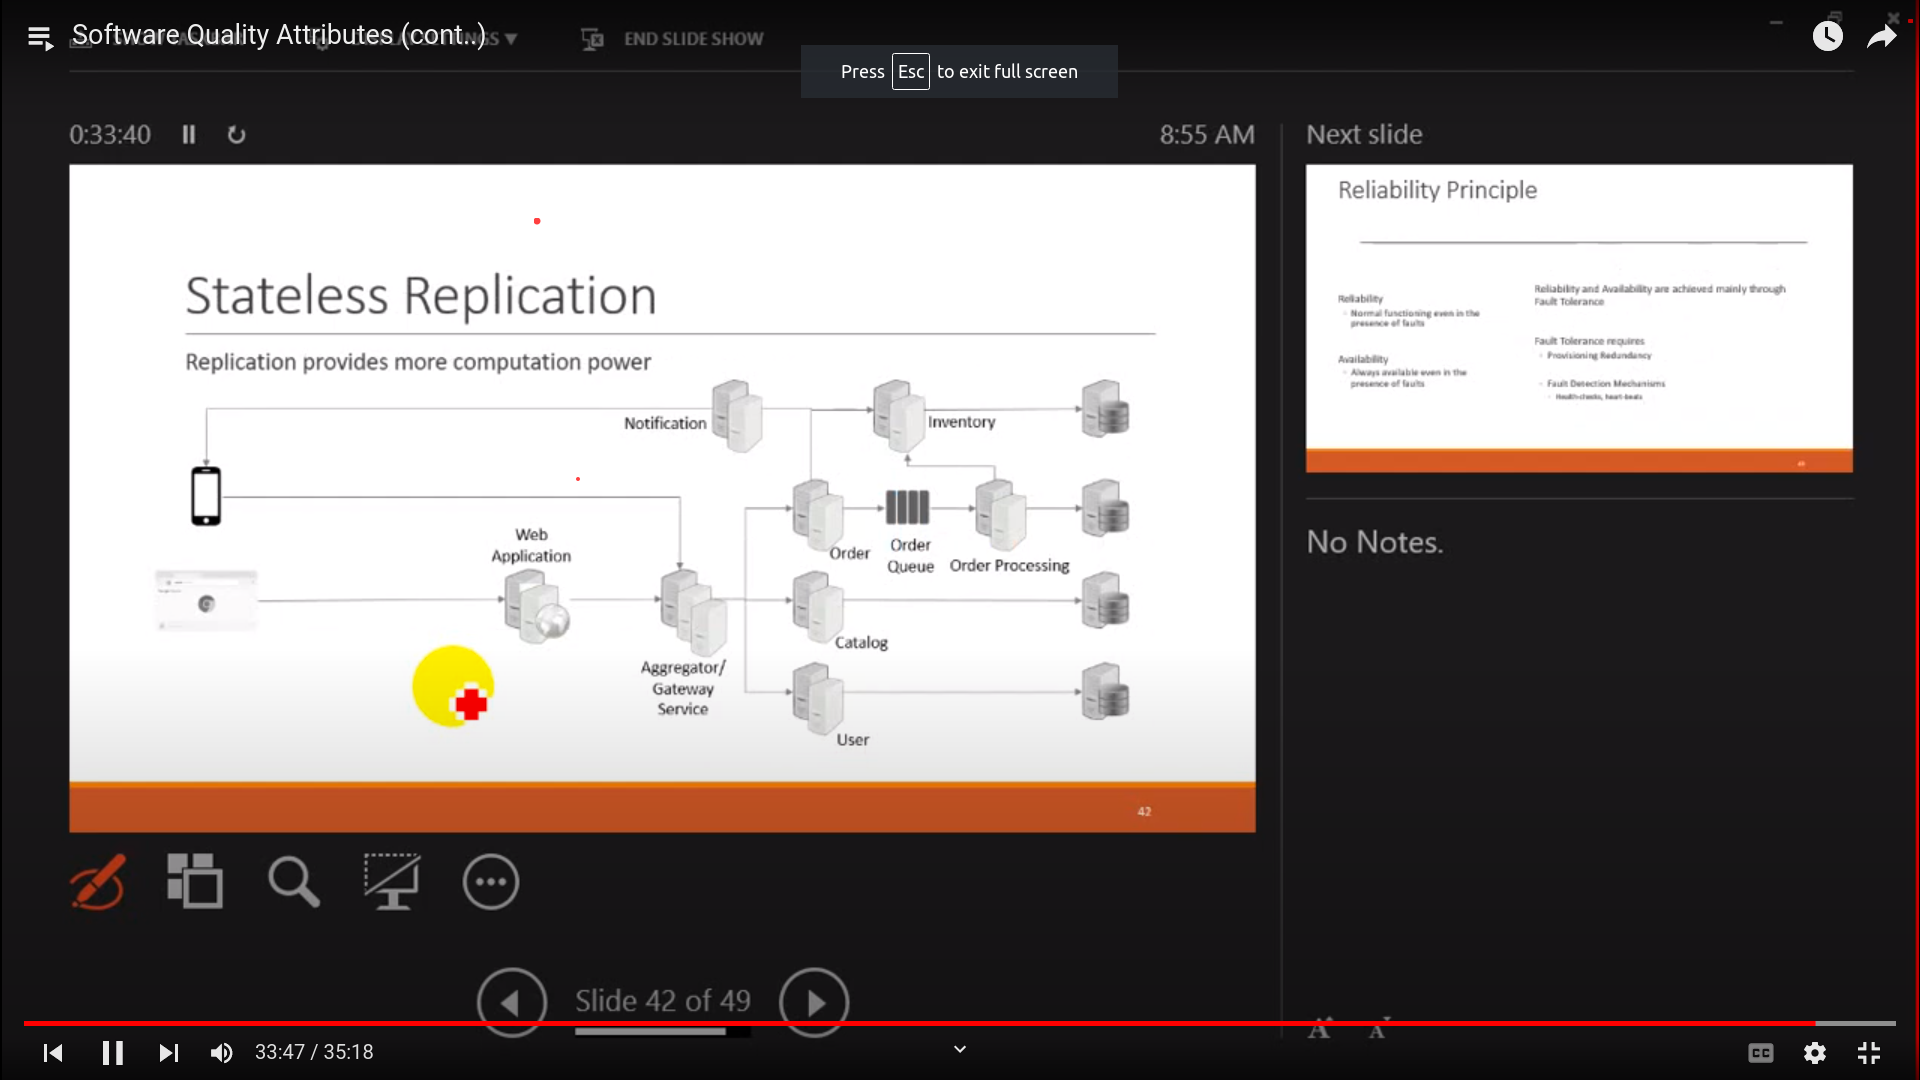 Software Quality Attributes (cont..)
END SLIDE SHOW
Press Esc to exit full screen
0:33:40
8:55 AM
Next slide
Stateless Replication
Replication provides more computation power
Notification
Inventory
Web
Application
Order
Order
Queue
Order Processing
Aggregator/
Gateway
Service
Catalog
User
42
Reliability Principle
Reliability
Normal functioning even in the
presence of faults
Availability
Always available even in the
presence of faults
Reliability and Availability are achieved mainly through
Fault Tolerance
Fault Tolerance requires
Provisioning Redundancy
Fault Detection Mechanisms
Health-checks, heart-beats
No Notes.
Slide 42 of 49
A A
33:47 / 35:18
CC